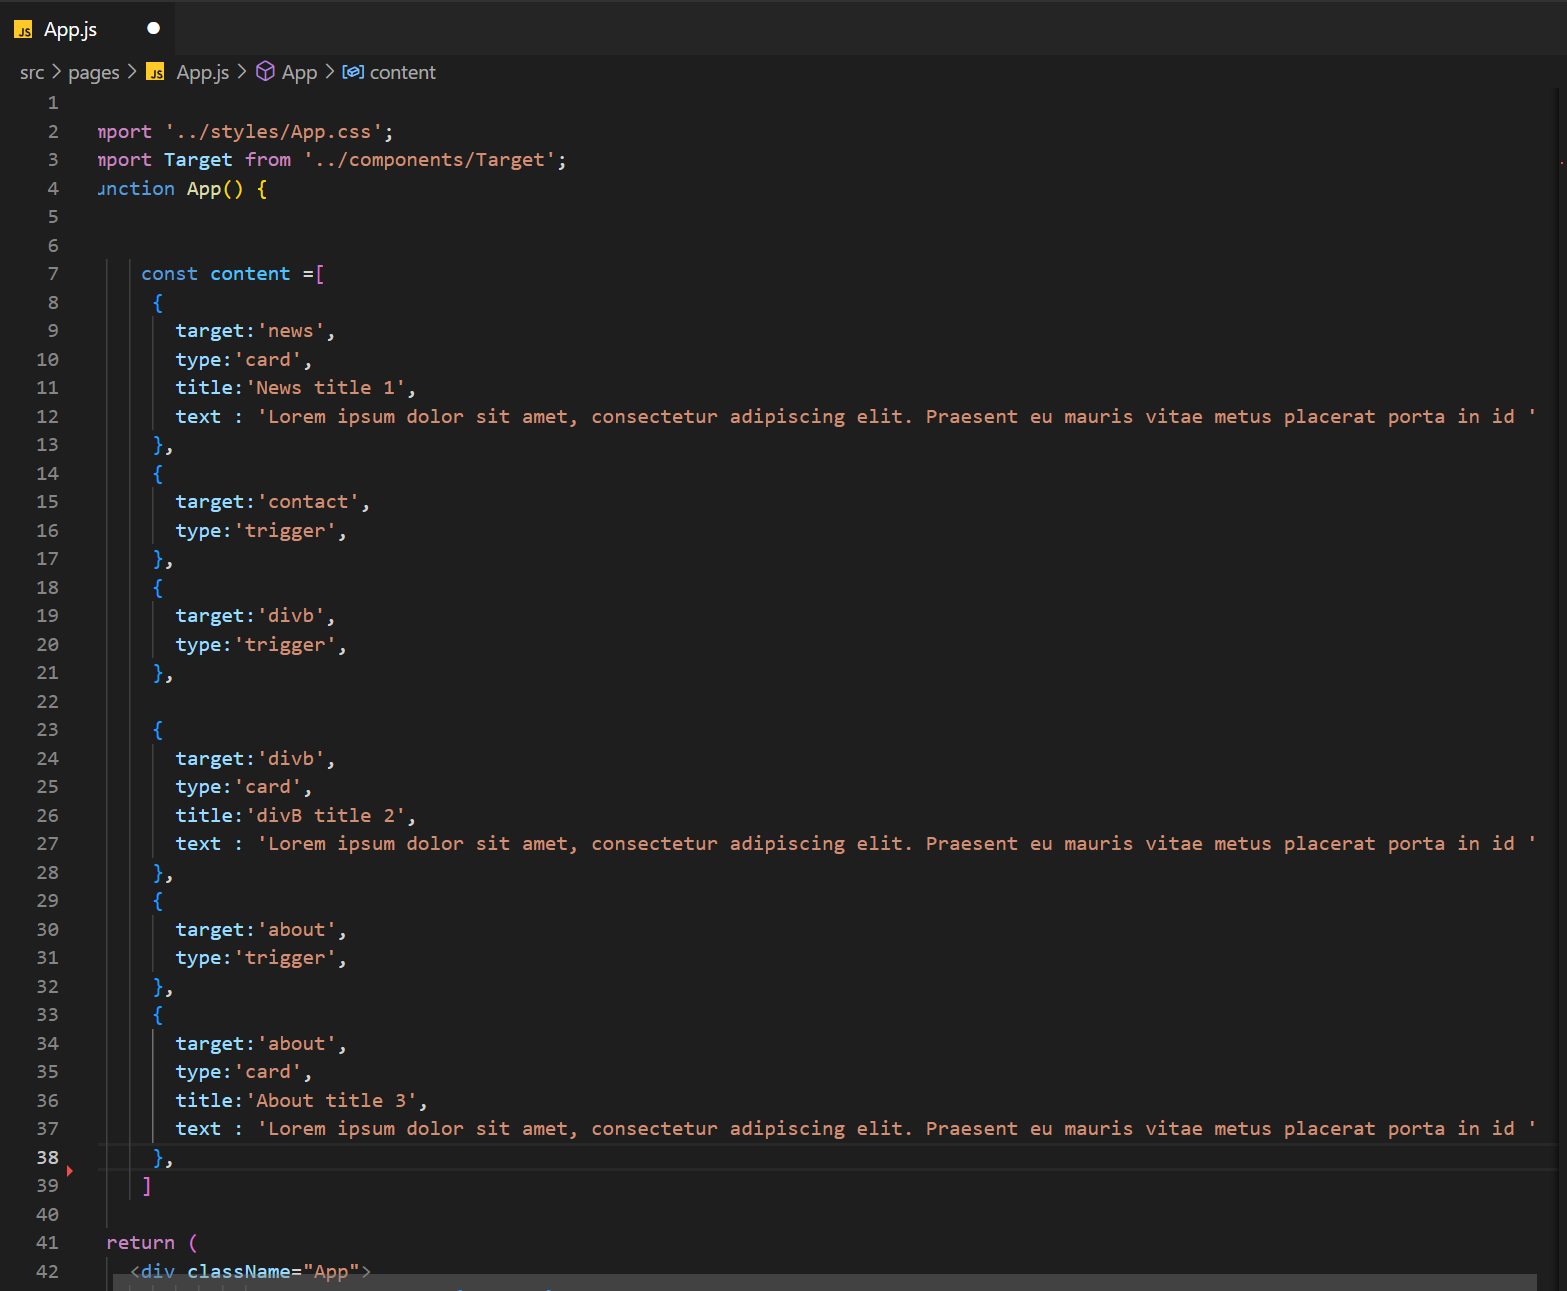 JS App.js
src > pages > JS App.js > App > content
1
2 mport '../styles/App.css';
3 mport Target from '../components/Target';
4 unction App() {
5
6
7 const content =[
8 {
9 target:'news',
10 type:'card',
11 title:'News title 1',
12 text : 'Lorem ipsum dolor sit amet, consectetur adipiscing elit. Praesent eu mauris vitae metus placerat porta in id '
13 },
14 {
15 target:'contact',
16 type:'trigger',
17 },
18 {
19 target:'divb',
20 type:'trigger',
21 },
22
23 {
24 target:'divb',
25 type:'card',
26 title:'divB title 2',
27 text : 'Lorem ipsum dolor sit amet, consectetur adipiscing elit. Praesent eu mauris vitae metus placerat porta in id '
28 },
29 {
30 target:'about',
31 type:'trigger',
32 },
33 {
34 target:'about',
35 type:'card',
36 title:'About title 3',
37 text : 'Lorem ipsum dolor sit amet, consectetur adipiscing elit. Praesent eu mauris vitae metus placerat porta in id '
38 },
39 ]
40
41 return (
42 <div className="App">